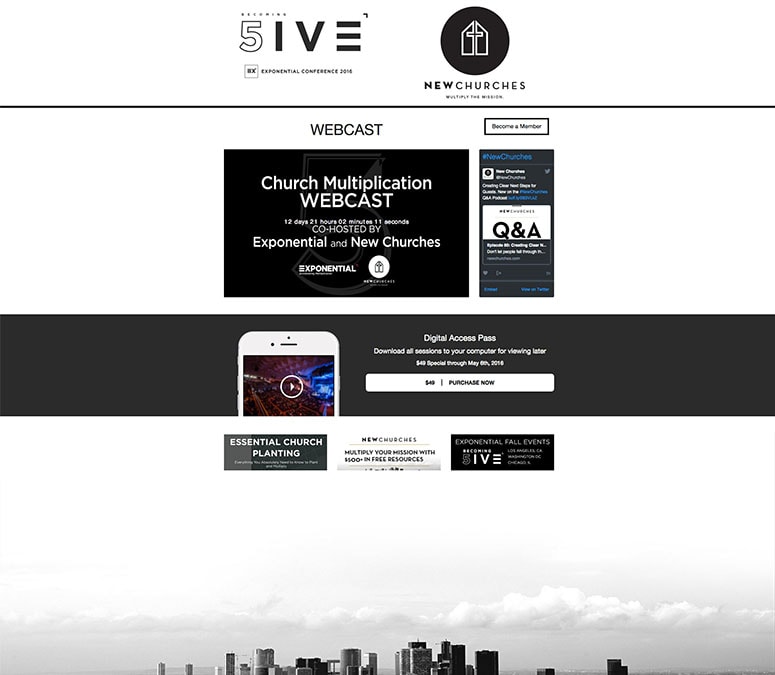 BECOMING
5IVE
EX EXPONENTIAL CONFERENCE 2016
NEWCHURCHES
MULTIPLY THE MISSION.
WEBCAST
Become a Member
Church Multiplication
WEBCAST
12 days 21 hours 02 minutes 11 seconds
CO-HOSTED BY
Exponential and New Churches
EXPONENTIAL
NEWCHURCHES
#NewChurches
New Churches
@NewChurches
Creating Clear Next Steps for
Guests. New on the #NewChurches
Q&A Podcast
NEWCHURCHES
Q&A
Episode 89: Creating Clear N...
Don't let people fall through th...
newchurches.com
Embed
View on Twitter
Digital Access Pass
Download all sessions to your computer for viewing later
$49 Special through May 6th, 2016
$49 | PURCHASE NOW
ESSENTIAL CHURCH
PLANTING
Everything You Absolutely Need to Know to Plant
and Multiply
NEWCHURCHES
MULTIPLY YOUR MISSION WITH
$500+ IN FREE RESOURCES
EXPONENTIAL FALL EVENTS
BECOMING
5IVE
LOS ANGELES, CA
WASHINGTON DC
CHICAGO, IL